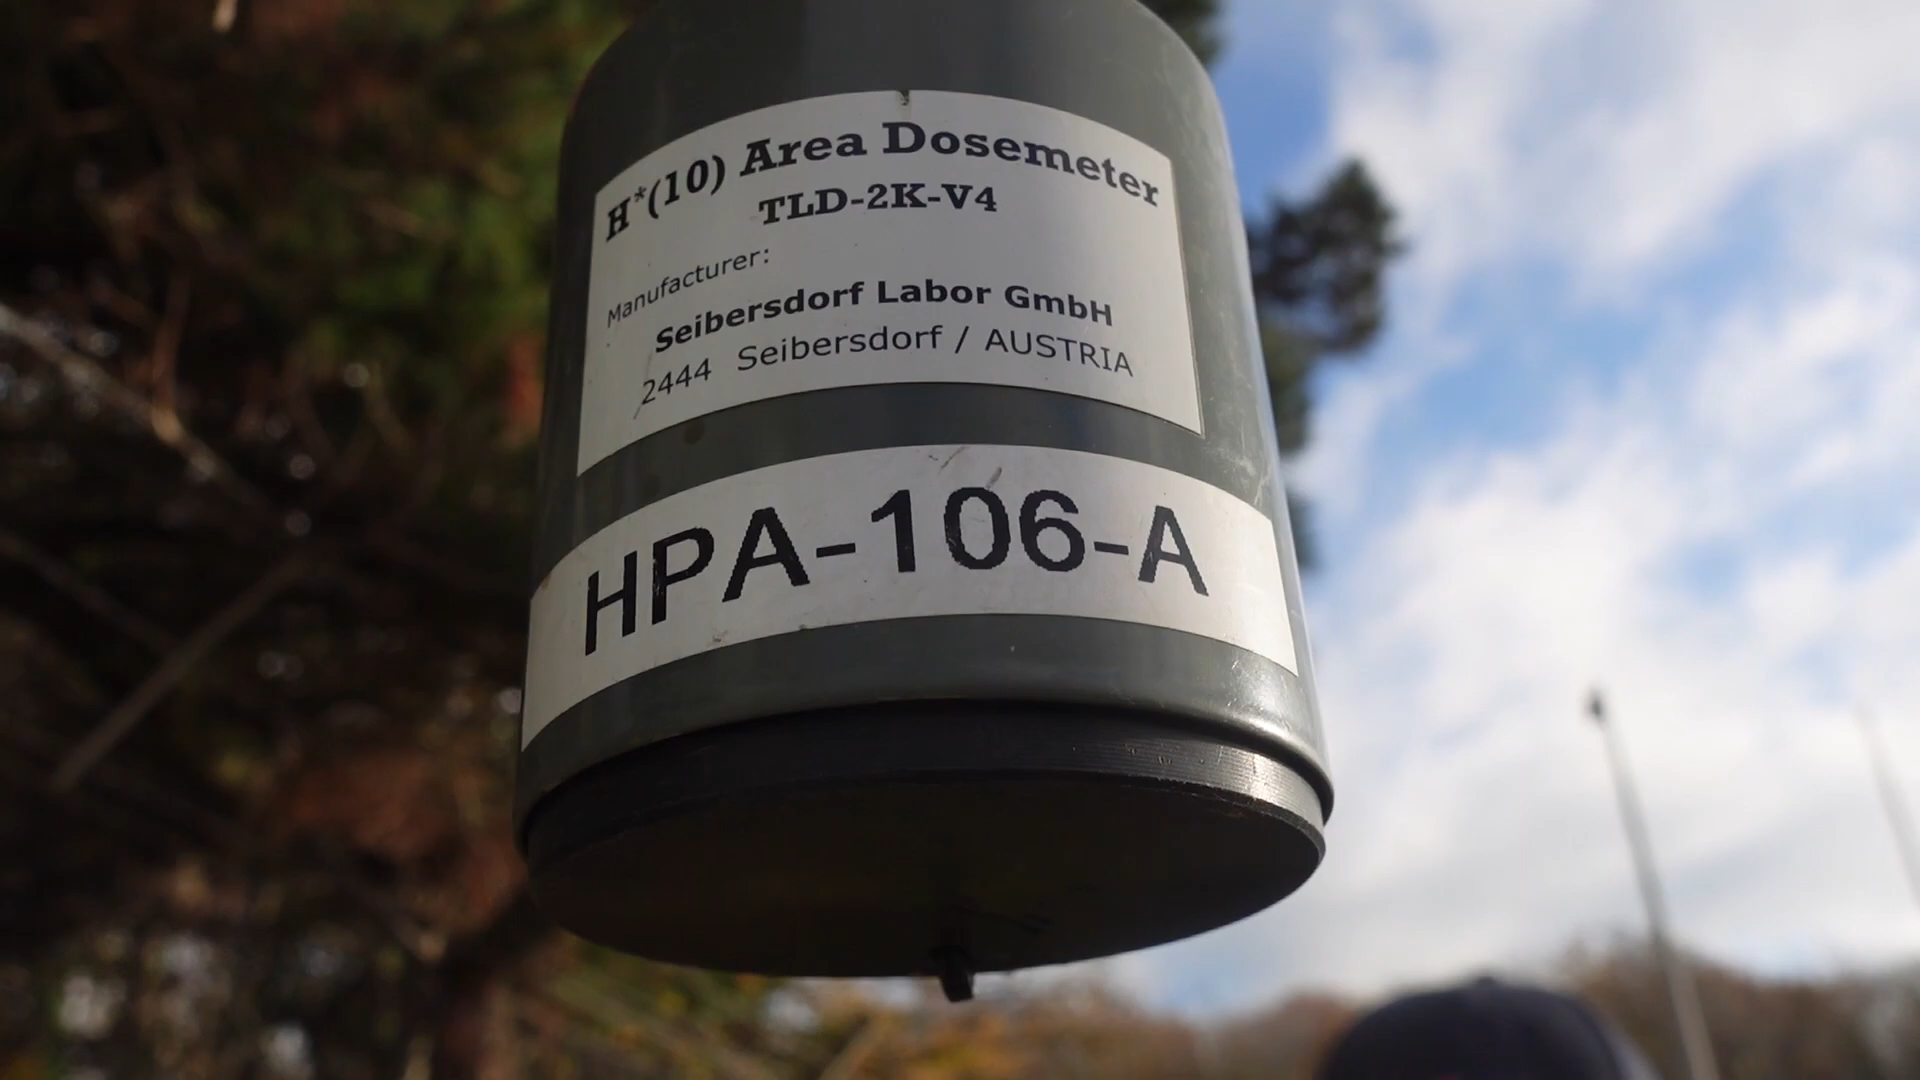 H*(10) Area Dosemeter
TLD-2K-V4
Manufacturer:
Seibersdorf Labor GmbH
2444 Seibersdorf / AUSTRIA
HPA-106-A